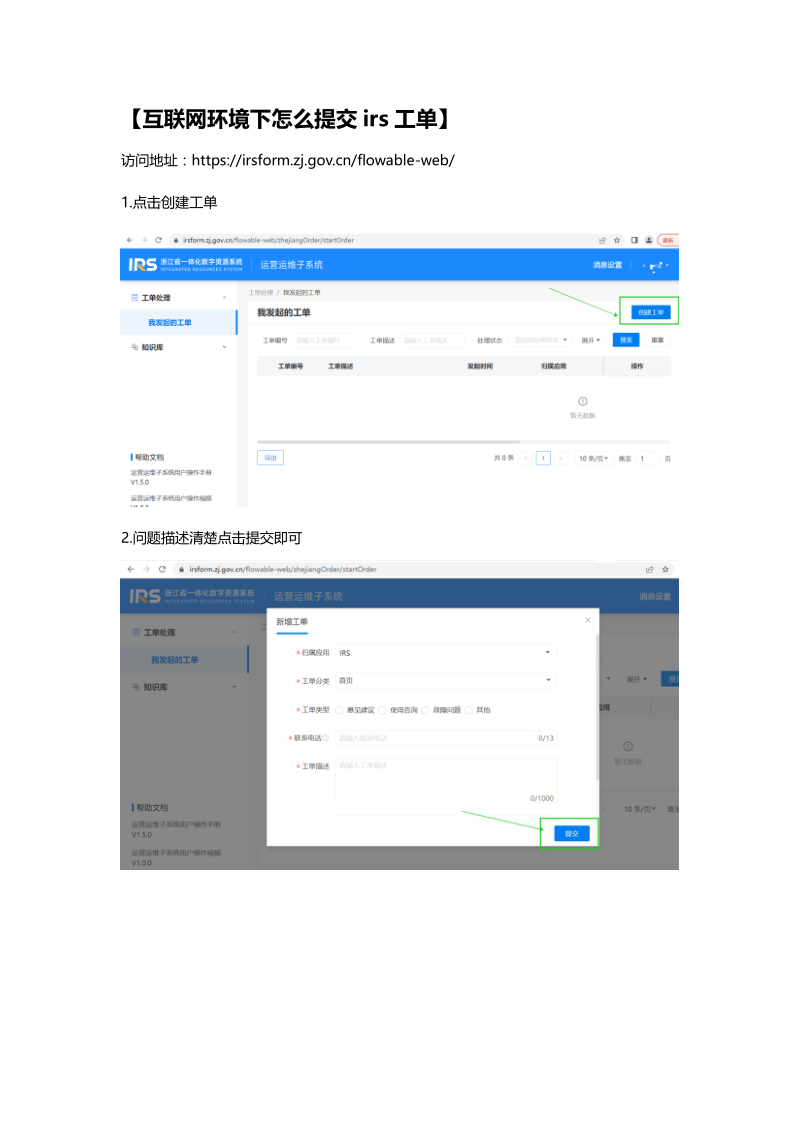 【互联网环境下怎么提交 irs 工单】
访问地址：https://irsform.zj.gov.cn/flowable-web/
1.点击创建工单
irsform.zj.gov.cn/flowable-web/zhejiangOrder/startOrder
更新
IRS 浙江省一体化数字资源系统 运营运维子系统 消息设置
INTEGRATED RESOURCES SYSTEM
工单处理 / 我发起的工单
工单处理
我发起的工单 创建工单
我发起的工单
工单编号 请输入工单编号 工单描述 请输入工单描述 处理状态 展开 搜索 重置
知识库
工单编号 工单描述 发起时间 归属应用 操作
暂无数据
帮助文档
导出 共 0 条 1 10 条/页 跳至 1 页
运营运维子系统用户操作手册
V1.5.0
运营运维子系统用户操作视频
2.问题描述清楚点击提交即可
irsform.zj.gov.cn/flowable-web/zhejiangOrder/startOrder
IRS 浙江省一体化数字资源系统 运营运维子系统 消息设置
INTEGRATED RESOURCES SYSTEM
新增工单
工单处理
我发起的工单
知识库
*归属应用 IRS
*工单分类 首页
*工单类型 意见建议 使用咨询 故障问题 其他
*联系电话 请输入联系电话 0/13
*工单描述 请输入工单描述
0/1000
提交
展开
暂无数据
10 条/页
帮助文档
运营运维子系统用户操作手册
V1.5.0
运营运维子系统用户操作视频
V1.0.0